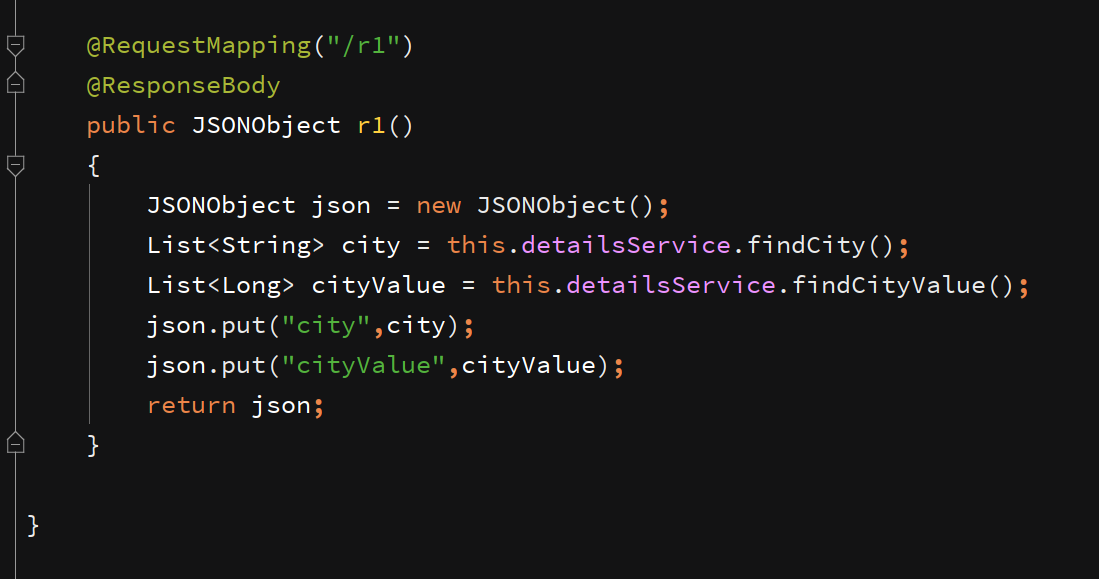 @RequestMapping("/r1")
@ResponseBody
public JSONObject r1()
{
JSONObject json = new JSONObject();
List<String> city = this.detailsService.findCity();
List<Long> cityValue = this.detailsService.findCityValue();
json.put("city",city);
json.put("cityValue",cityValue);
return json;
}
}